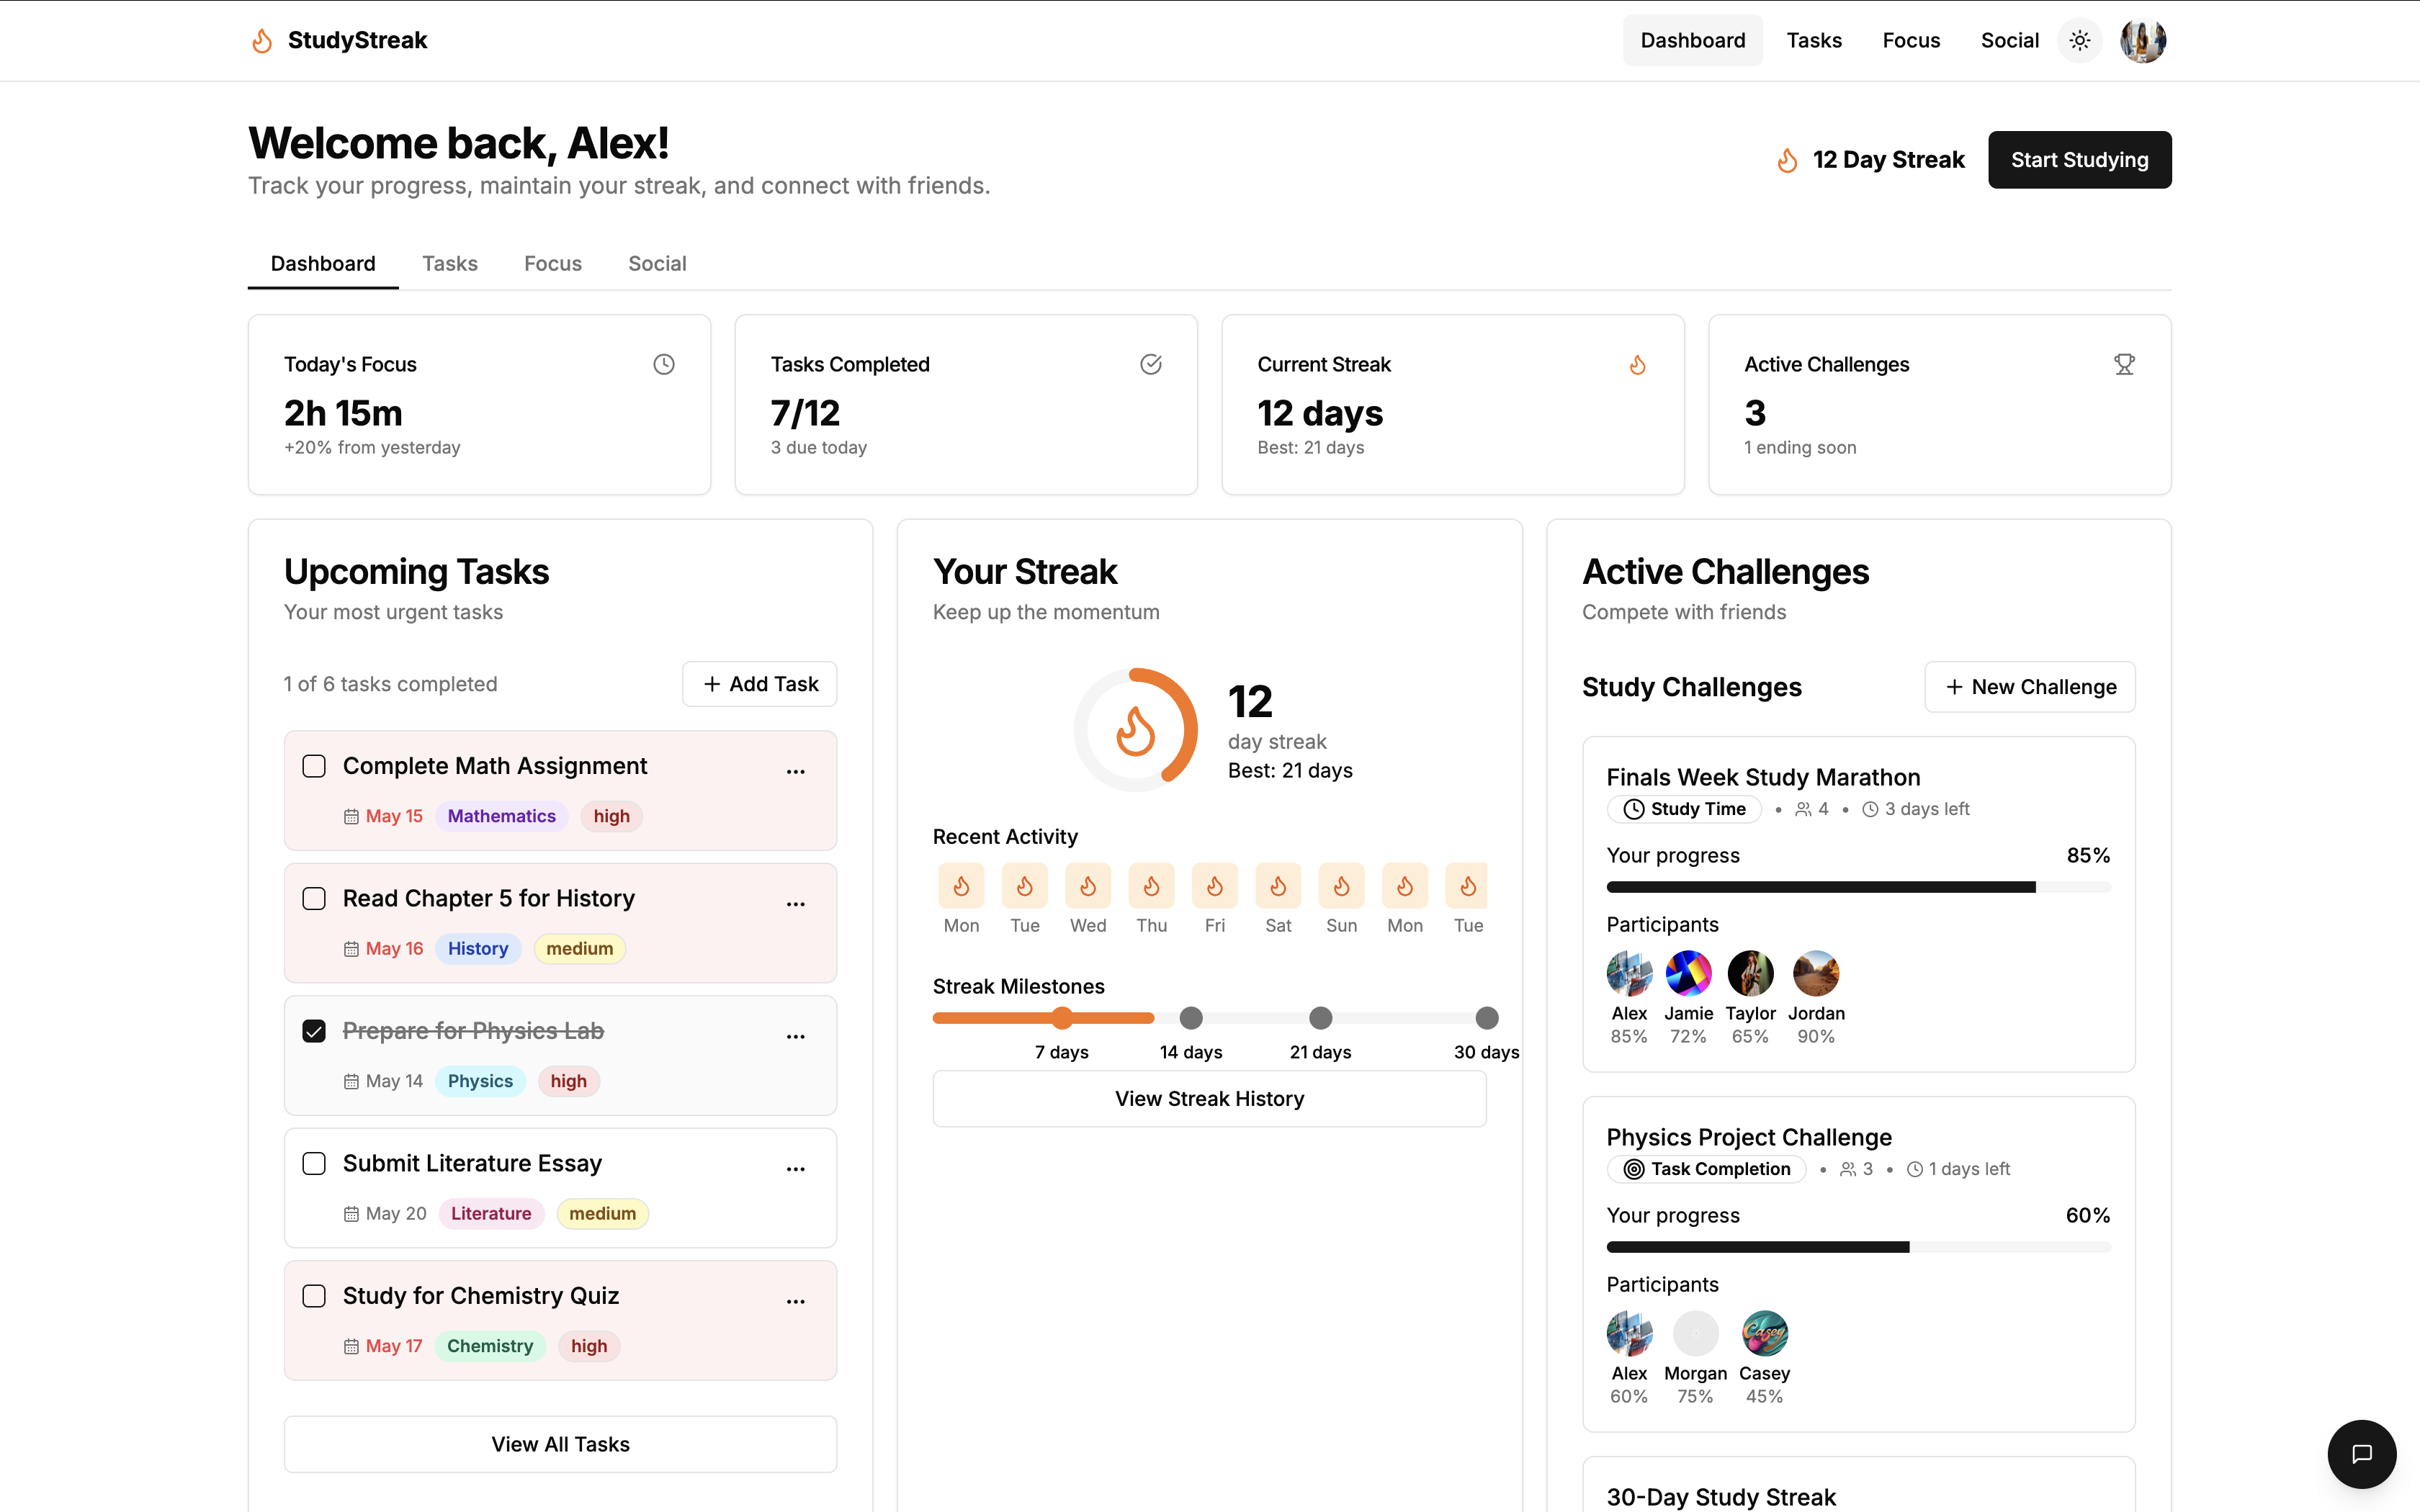 StudyStreak
Dashboard Tasks Focus Social
Welcome back, Alex!
Track your progress, maintain your streak, and connect with friends.
12 Day Streak Start Studying
Dashboard Tasks Focus Social
Today's Focus
2h 15m
+20% from yesterday
Tasks Completed
7/12
3 due today
Current Streak
12 days
Best: 21 days
Active Challenges
3
1 ending soon
Upcoming Tasks
Your most urgent tasks
1 of 6 tasks completed + Add Task
Complete Math Assignment ...
May 15 Mathematics high
Read Chapter 5 for History ...
May 16 History medium
Prepare for Physics Lab ...
May 14 Physics high
Submit Literature Essay ...
May 20 Literature medium
Study for Chemistry Quiz ...
May 17 Chemistry high
View All Tasks
Your Streak
Keep up the momentum
12
day streak
Best: 21 days
Recent Activity
Mon Tue Wed Thu Fri Sat Sun Mon Tue
Streak Milestones
7 days 14 days 21 days 30 days
View Streak History
Active Challenges
Compete with friends
Study Challenges + New Challenge
Finals Week Study Marathon
Study Time • 4 • 3 days left
Your progress 85%
Participants
Alex Jamie Taylor Jordan
85% 72% 65% 90%
Physics Project Challenge
Task Completion • 3 • 1 days left
Your progress 60%
Participants
Casey
Alex Morgan Casey
60% 75% 45%
30-Day Study Streak